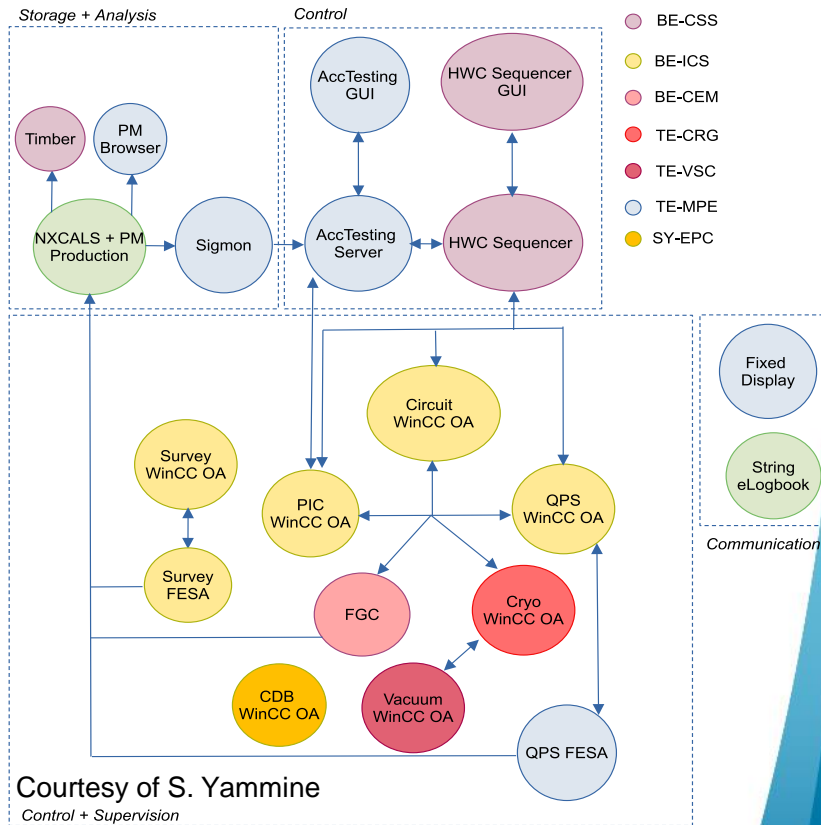 Storage + Analysis
Control
BE-CSS
BE-ICS
BE-CEM
TE-CRG
TE-VSC
TE-MPE
SY-EPC
AccTesting
GUI
HWC Sequencer
GUI
Timber
PM
Browser
NXCALS + PM
Production
Sigmon
AccTesting
Server
HWC Sequencer
Fixed
Display
String
eLogbook
Communication
Circuit
WinCC OA
Survey
WinCC OA
PIC
WinCC OA
QPS
WinCC OA
Survey
FESA
FGC
Cryo
WinCC OA
CDB
WinCC OA
Vacuum
WinCC OA
QPS FESA
Courtesy of S. Yammine
Control + Supervision